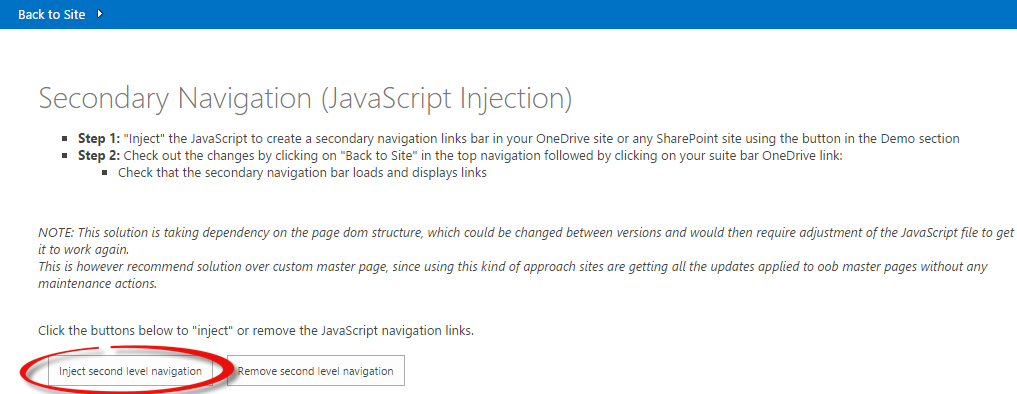 Back to Site
Secondary Navigation (JavaScript Injection)
Step 1: "Inject" the JavaScript to create a secondary navigation links bar in your OneDrive site or any SharePoint site using the button in the Demo section
Step 2: Check out the changes by clicking on "Back to Site" in the top navigation followed by clicking on your suite bar OneDrive link:
Check that the secondary navigation bar loads and displays links
NOTE: This solution is taking dependency on the page dom structure, which could be changed between versions and would then require adjustment of the JavaScript file to get
it to work again.
This is however recommend solution over custom master page, since using this kind of approach sites are getting all the updates applied to oob master pages without any
maintenance actions.
Click the buttons below to "inject" or remove the JavaScript navigation links.
Inject second level navigation Remove second level navigation